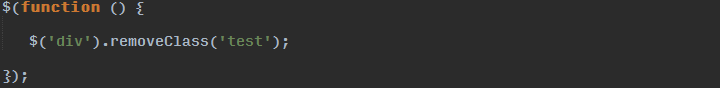 $(function () {
$('div').removeClass('test');
});